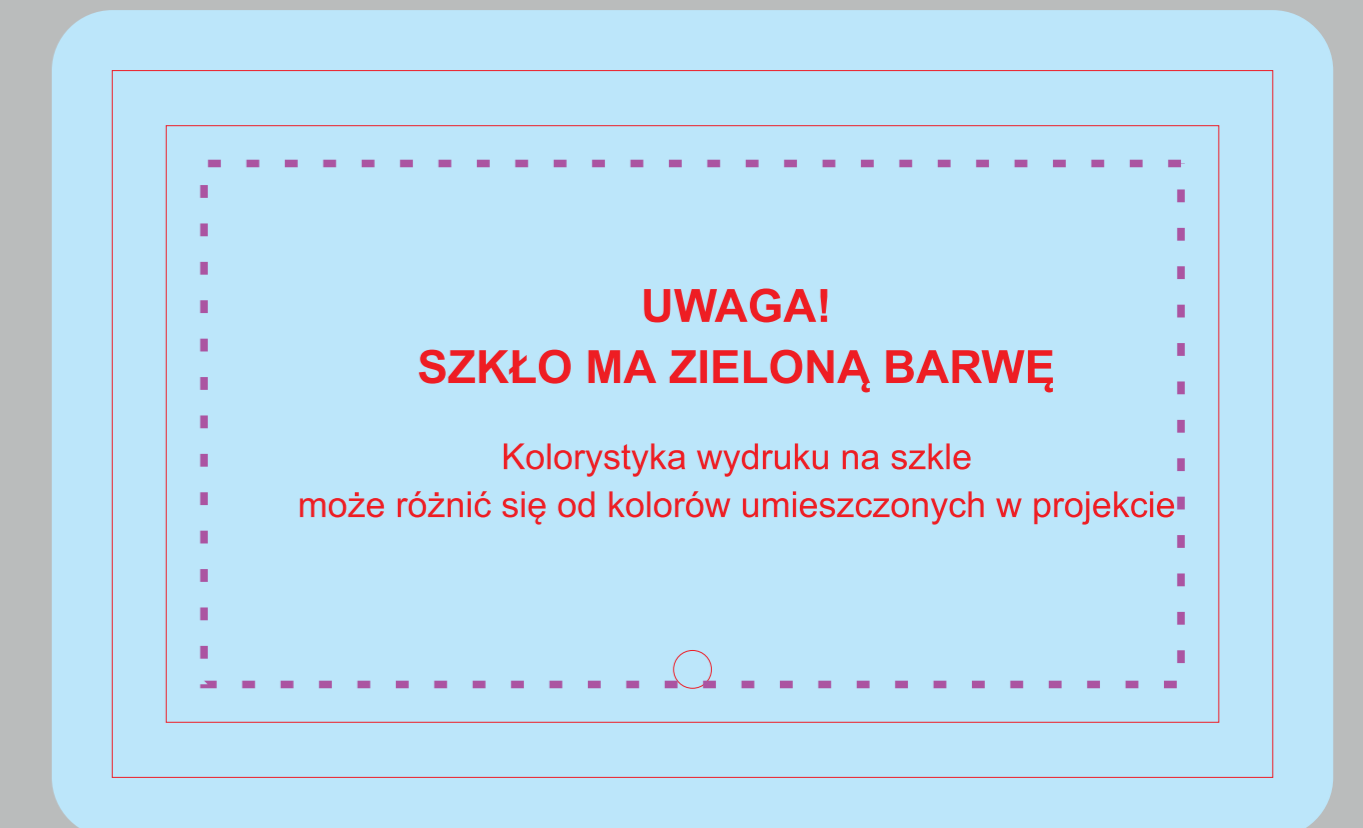 UWAGA!
SZKŁO MA ZIELONĄ BARWĘ
Kolorystyka wydruku na szkle
może różnić się od kolorów umieszczonych w projekcie